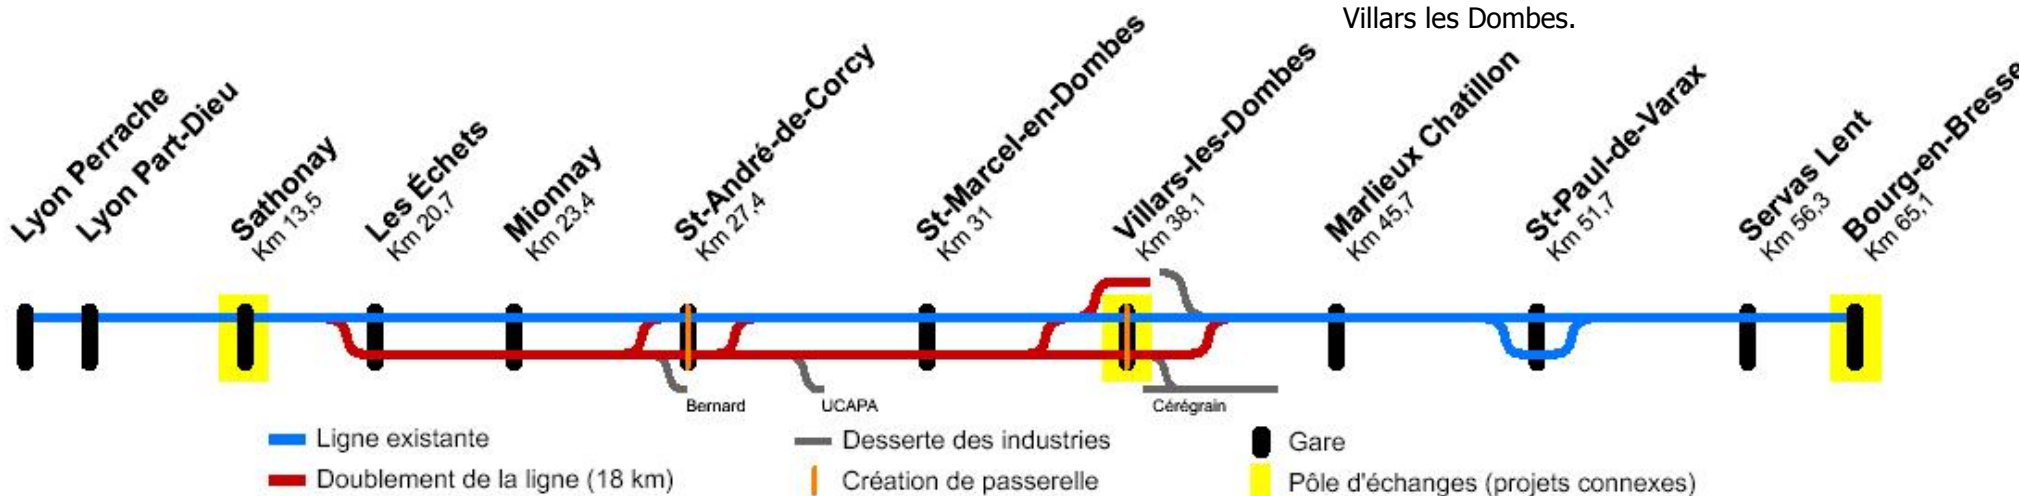 Villars les Dombes.
Lyon Perrache
Lyon Part-Dieu
Sathonay
Km 13,5
Les Échets
Km 20,7
Mionnay
Km 23,4
St-André-de-Corcy
Km 27,4
St-Marcel-en-Dombes
Km 31
Villars-les-Dombes
Km 38,1
Marlieux Chatillon
Km 45,7
St-Paul-de-Varax
Km 51,7
Servas Lent
Km 56,3
Bourg-en-Bresse
Km 65,1
Bernard
UCAPA
Cérégrain
Ligne existante
Desserte des industries
Gare
Doublement de la ligne (18 km)
Création de passerelle
Pôle d'échanges (projets connexes)